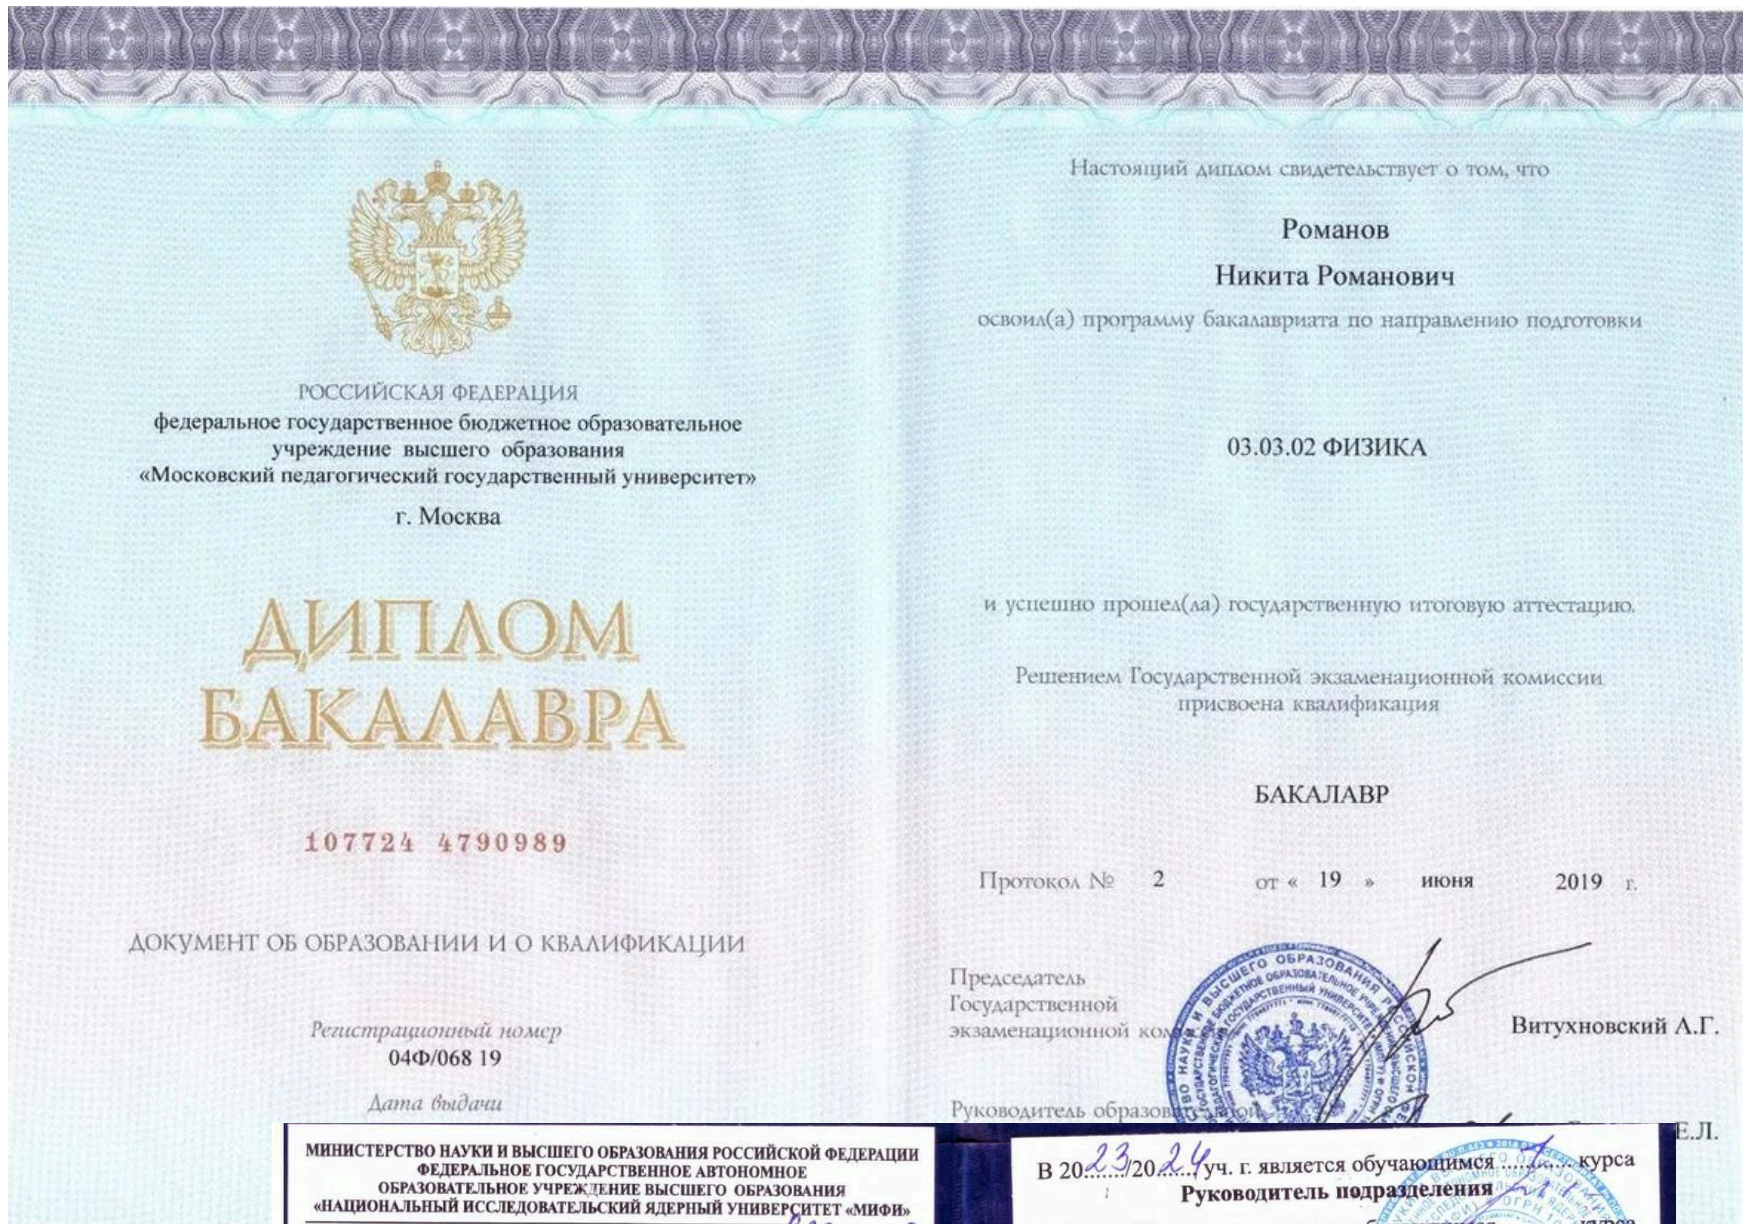 РОССИЙСКАЯ ФЕДЕРАЦИЯ
федеральное государственное бюджетное образовательное
учреждение высшего образования
«Московский педагогический государственный университет»
г. Москва
ДИПЛОМ
БАКАЛАВРА
107724 4790989
ДОКУМЕНТ ОБ ОБРАЗОВАНИИ И О КВАЛИФИКАЦИИ
Регистрационный номер
04Ф/068 19
Дата выдачи
Настоящий диплом свидетельствует о том, что
Романов
Никита Романович
освоил(а) программу бакалавриата по направлению подготовки
03.03.02 ФИЗИКА
и успешно прошел(ла) государственную итоговую аттестацию.
Решением Государственной экзаменационной комиссии
присвоена квалификация
БАКАЛАВР
Протокол № 2 от « 19 » июня 2019 г.
Председатель
Государственной
экзаменационной
Витухновский А.Г.
Руководитель образовательной
Е.Л.
МИНИСТЕРСТВО НАУКИ И ВЫСШЕГО ОБРАЗОВАНИЯ РОССИЙСКОЙ ФЕДЕРАЦИИ
ФЕДЕРАЛЬНОЕ ГОСУДАРСТВЕННОЕ АВТОНОМНОЕ
ОБРАЗОВАТЕЛЬНОЕ УЧРЕЖДЕНИЕ ВЫСШЕГО ОБРАЗОВАНИЯ
«НАЦИОНАЛЬНЫЙ ИССЛЕДОВАТЕЛЬСКИЙ ЯДЕРНЫЙ УНИВЕРСИТЕТ «МИФИ»
В 2023/2024 уч. г. является обучающимся курса
Руководитель подразделения
курса